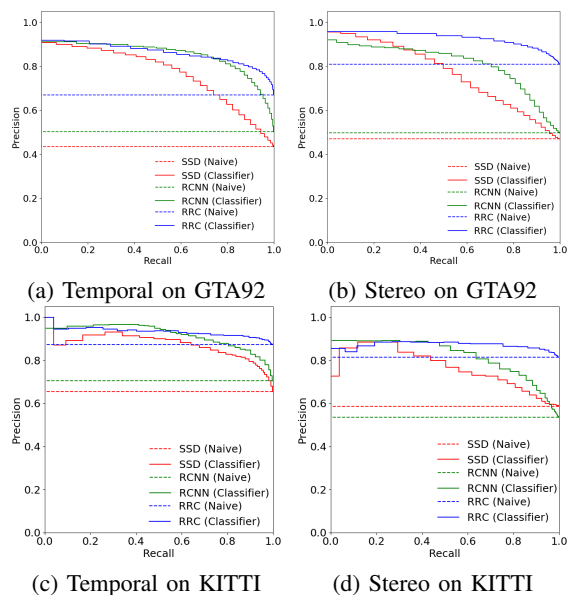 1.0
0.8
0.6
0.4
0.2
0.0
Precision
SSD (Naive)
SSD (Classifier)
RCNN (Naive)
RCNN (Classifier)
RRC (Naive)
RRC (Classifier)
0.0 0.2 0.4 0.6 0.8 1.0
Recall
(a) Temporal on GTA92
1.0
0.8
0.6
0.4
0.2
0.0
Precision
SSD (Naive)
SSD (Classifier)
RCNN (Naive)
RCNN (Classifier)
RRC (Naive)
RRC (Classifier)
0.0 0.2 0.4 0.6 0.8 1.0
Recall
(b) Stereo on GTA92
1.0
0.8
0.6
0.4
0.2
0.0
Precision
SSD (Naive)
SSD (Classifier)
RCNN (Naive)
RCNN (Classifier)
RRC (Naive)
RRC (Classifier)
0.0 0.2 0.4 0.6 0.8 1.0
Recall
(c) Temporal on KITTI
1.0
0.8
0.6
0.4
0.2
0.0
Precision
SSD (Naive)
SSD (Classifier)
RCNN (Naive)
RCNN (Classifier)
RRC (Naive)
RRC (Classifier)
0.0 0.2 0.4 0.6 0.8 1.0
Recall
(d) Stereo on KITTI